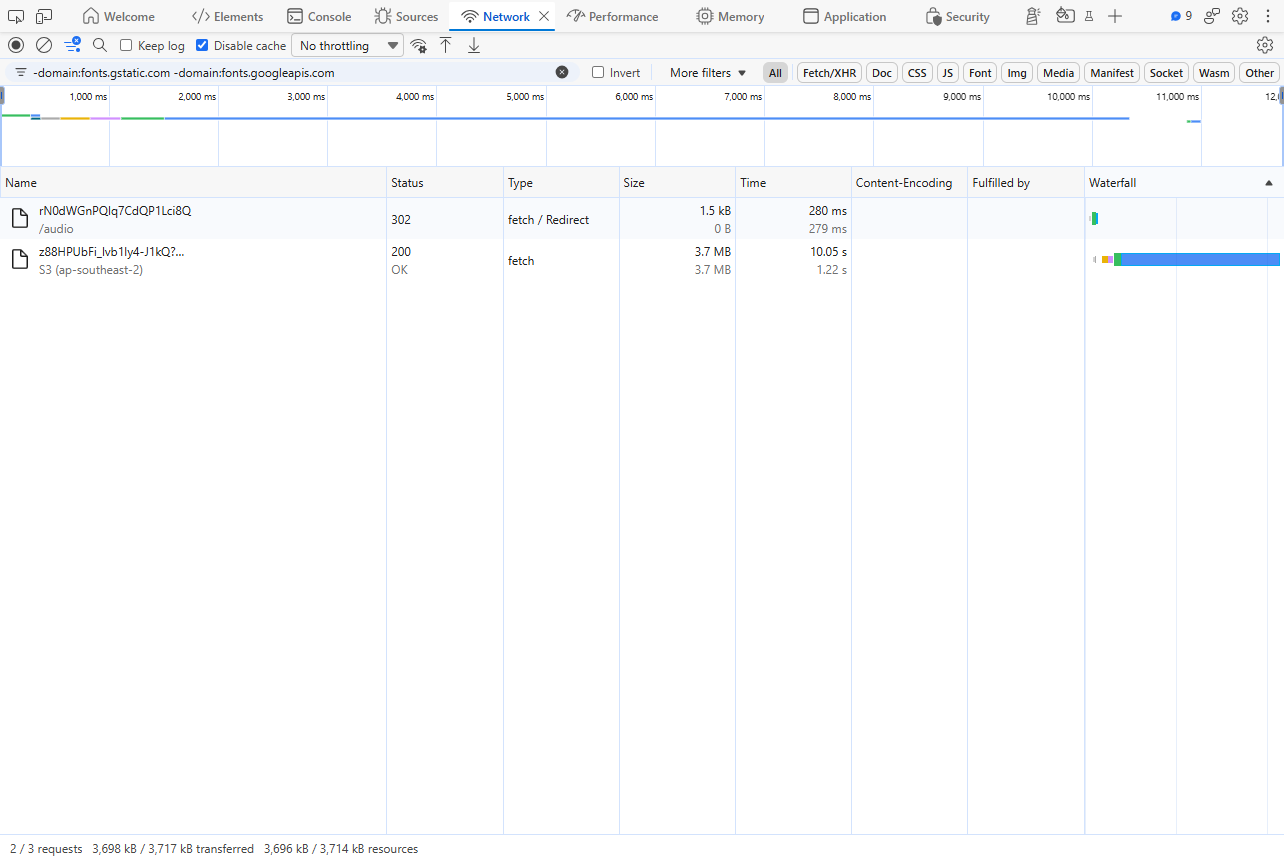 Welcome Elements Console Sources Network Performance Memory Application Security 9
Keep log Disable cache No throttling
-domain:fonts.gstatic.com -domain:fonts.googleapis.com Invert More filters All Fetch/XHR Doc CSS JS Font Img Media Manifest Socket Wasm Other
1,000 ms 2,000 ms 3,000 ms 4,000 ms 5,000 ms 6,000 ms 7,000 ms 8,000 ms 9,000 ms 10,000 ms 11,000 ms 12,
Name Status Type Size Time Content-Encoding Fulfilled by Waterfall
rN0dWGnPQIq7CdQP1Lci8Q 302 fetch / Redirect 1.5 kB 280 ms
/audio 0 B 279 ms
z88HPUbFi_lvb1ly4-J1kQ?... 200 fetch 3.7 MB 10.05 s
S3 (ap-southeast-2) OK 3.7 MB 1.22 s
2 / 3 requests 3,698 kB / 3,717 kB transferred 3,696 kB / 3,714 kB resources